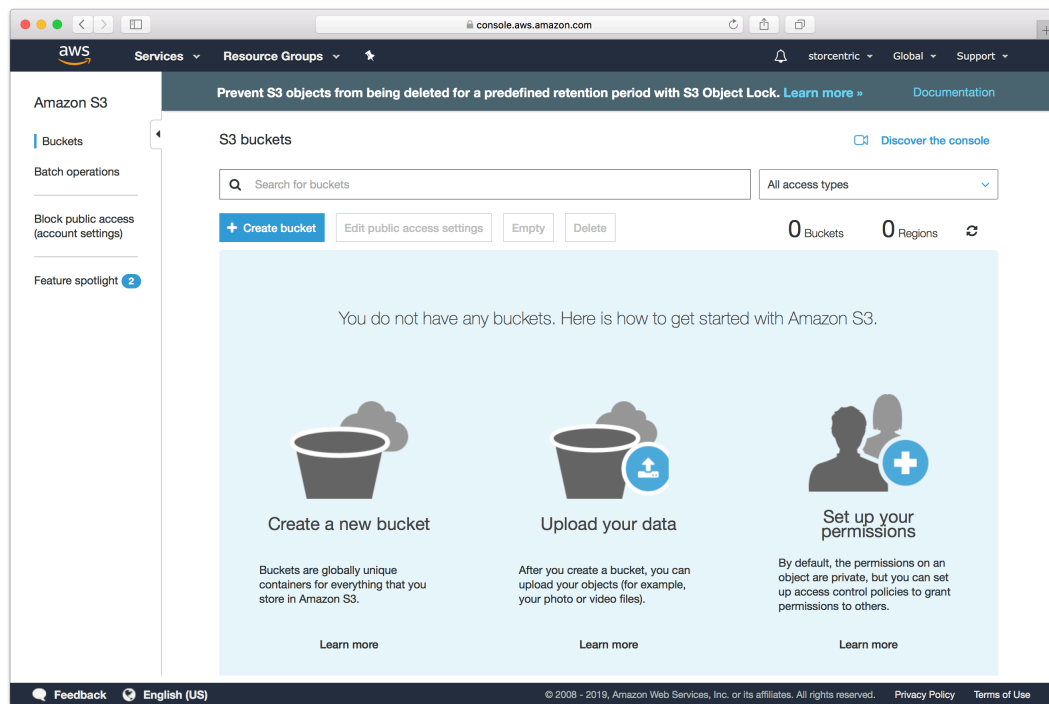 console.aws.amazon.com
aws
Services
Resource Groups
storcentric
Global
Support
Amazon S3
Buckets
Batch operations
Block public access
(account settings)
Feature spotlight 2
Prevent S3 objects from being deleted for a predefined retention period with S3 Object Lock. Learn more »
Documentation
S3 buckets
Discover the console
Search for buckets
All access types
+ Create bucket
Edit public access settings
Empty
Delete
0 Buckets
0 Regions
You do not have any buckets. Here is how to get started with Amazon S3.
Create a new bucket
Buckets are globally unique
containers for everything that you
store in Amazon S3.
Learn more
Upload your data
After you create a bucket, you can
upload your objects (for example,
your photo or video files).
Learn more
Set up your
permissions
By default, the permissions on an
object are private, but you can set
up access control policies to grant
permissions to others.
Learn more
Feedback
English (US)
© 2008 - 2019, Amazon Web Services, Inc. or its affiliates. All rights reserved.
Privacy Policy
Terms of Use